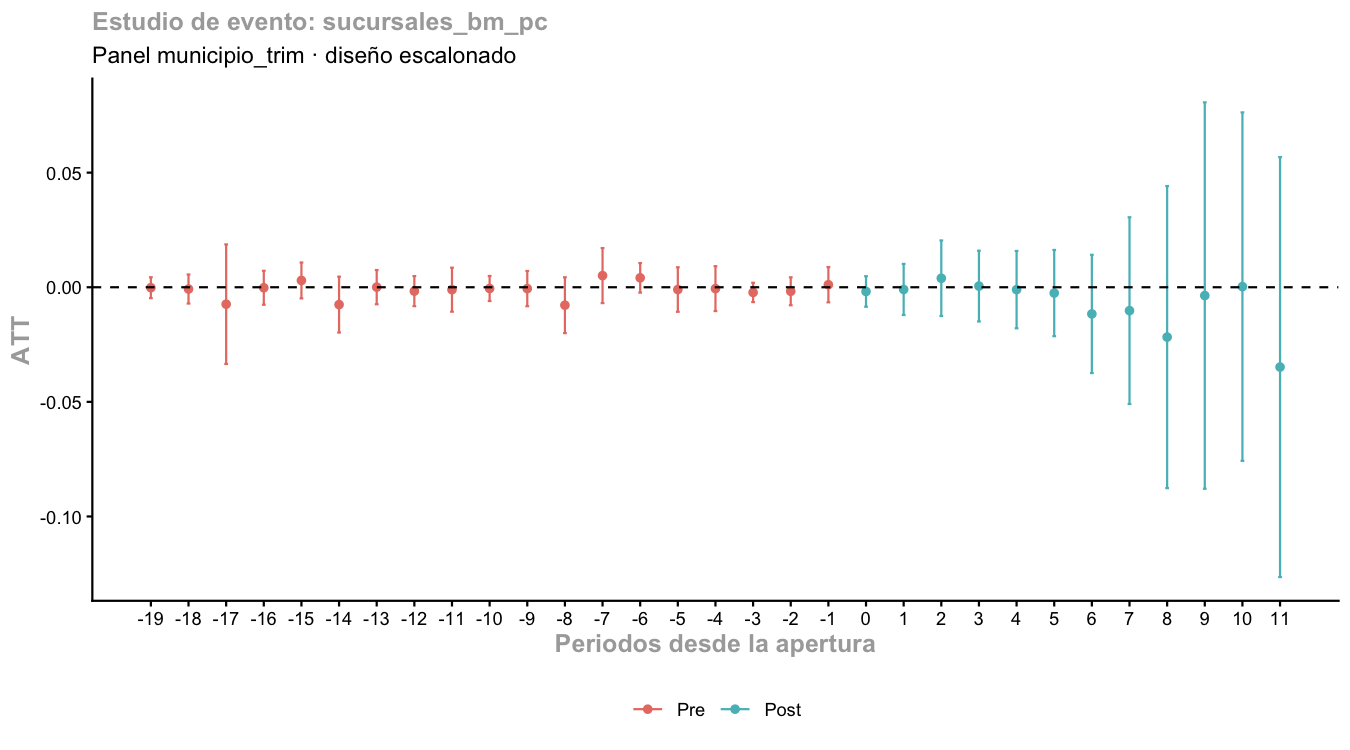 Estudio de evento: sucursales_bm_pc
Panel municipio_trim · diseño escalonado
ATT
0.05
0.00
-0.05
-0.10
-19 -18 -17 -16 -15 -14 -13 -12 -11 -10 -9 -8 -7 -6 -5 -4 -3 -2 -1 0 1 2 3 4 5 6 7 8 9 10 11
Periodos desde la apertura
Pre Post